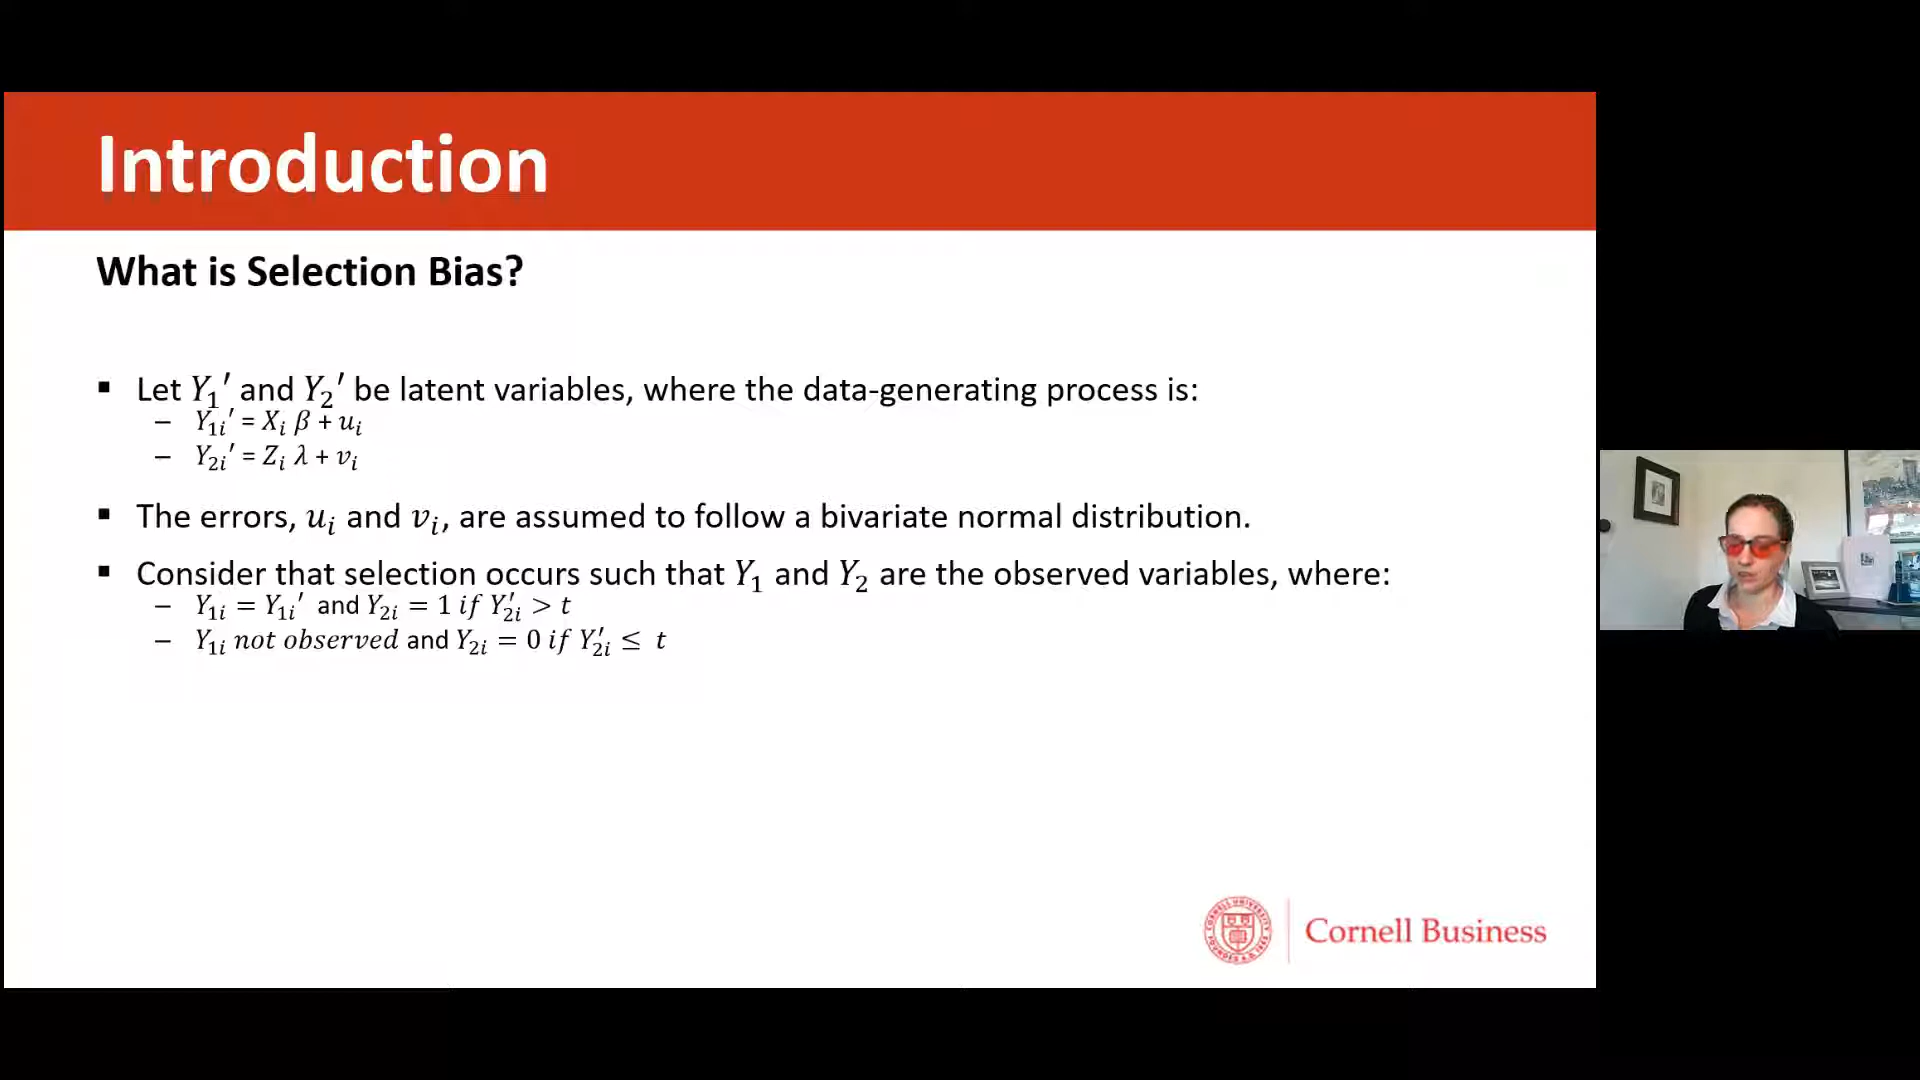 Introduction
What is Selection Bias?
▪ Let Y₁′ and Y₂′ be latent variables, where the data-generating process is:
– Y₁ᵢ′ = Xᵢ β + uᵢ
– Y₂ᵢ′ = Zᵢ λ + vᵢ
▪ The errors, uᵢ and vᵢ, are assumed to follow a bivariate normal distribution.
▪ Consider that selection occurs such that Y₁ and Y₂ are the observed variables, where:
– Y₁ᵢ = Y₁ᵢ′ and Y₂ᵢ = 1 if Y₂ᵢ′ > t
– Y₁ᵢ not observed and Y₂ᵢ = 0 if Y₂ᵢ′ ≤ t
Cornell Business